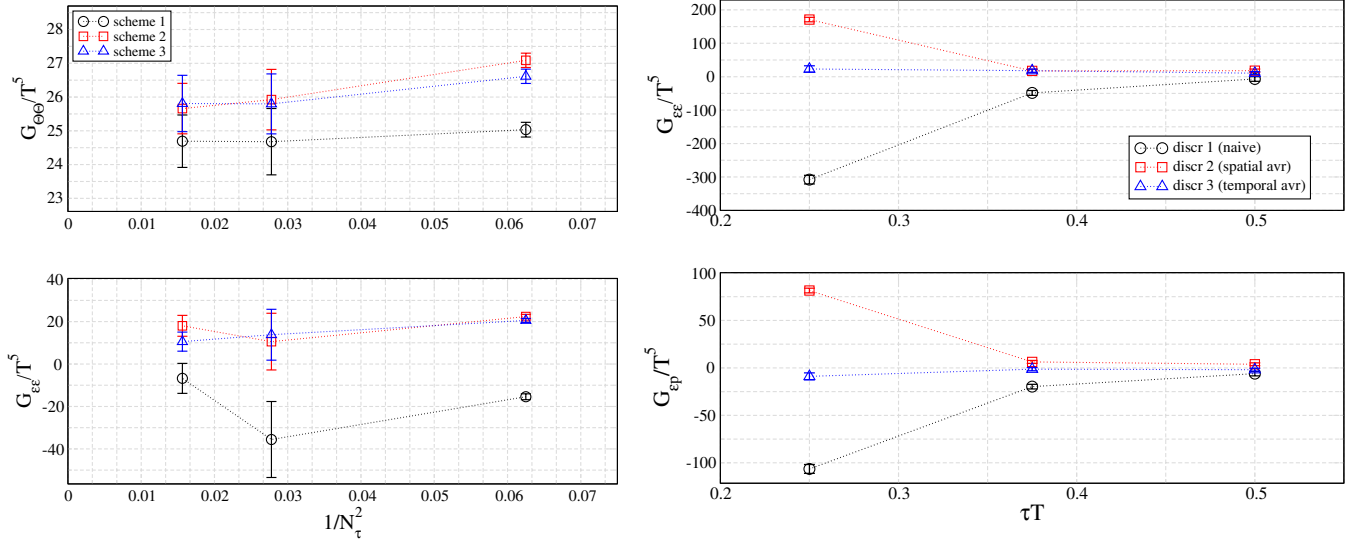 28
27
26
25
24
23
G_ΘΘ/T^5
scheme 1
scheme 2
scheme 3
0 0.01 0.02 0.03 0.04 0.05 0.06 0.07
40
20
0
-20
-40
G_εε/T^5
0 0.01 0.02 0.03 0.04 0.05 0.06 0.07
1/N_τ^2
200
100
0
-100
-200
-300
-400
G_εε/T^5
discr 1 (naive)
discr 2 (spatial avr)
discr 3 (temporal avr)
0.2 0.3 0.4 0.5
100
50
0
-50
-100
G_εp/T^5
0.2 0.3 0.4 0.5
τT